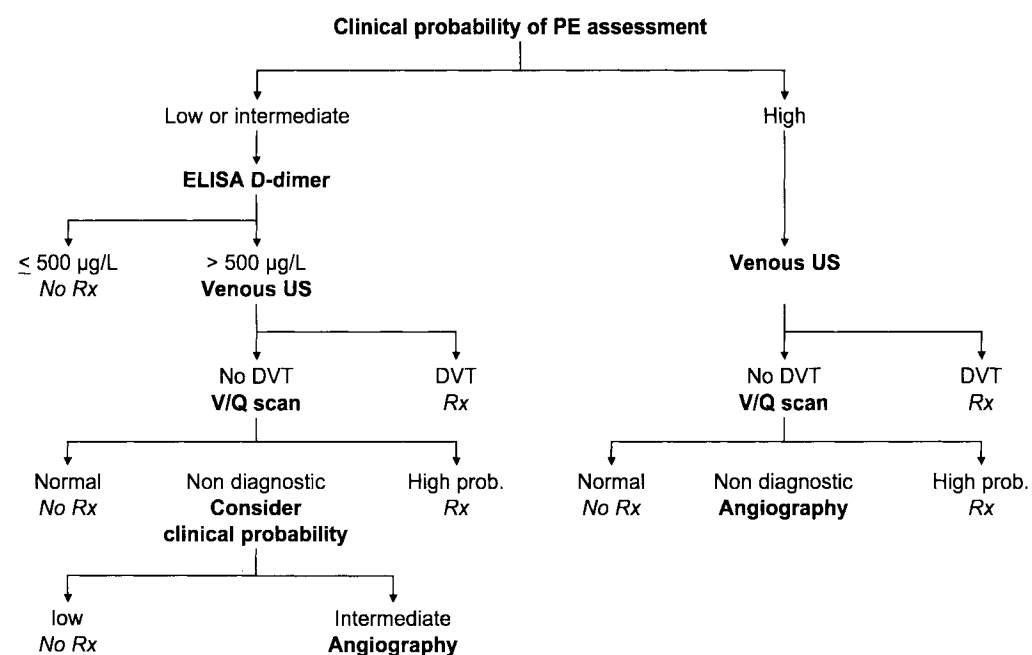 Clinical probability of PE assessment
Low or intermediate
High
ELISA D-dimer
≤ 500 µg/L
No Rx
> 500 µg/L
Venous US
Venous US
No DVT
V/Q scan
DVT
Rx
No DVT
V/Q scan
DVT
Rx
Normal
No Rx
Non diagnostic
Consider
clinical probability
High prob.
Rx
Normal
No Rx
Non diagnostic
Angiography
High prob.
Rx
low
No Rx
Intermediate
Angiography